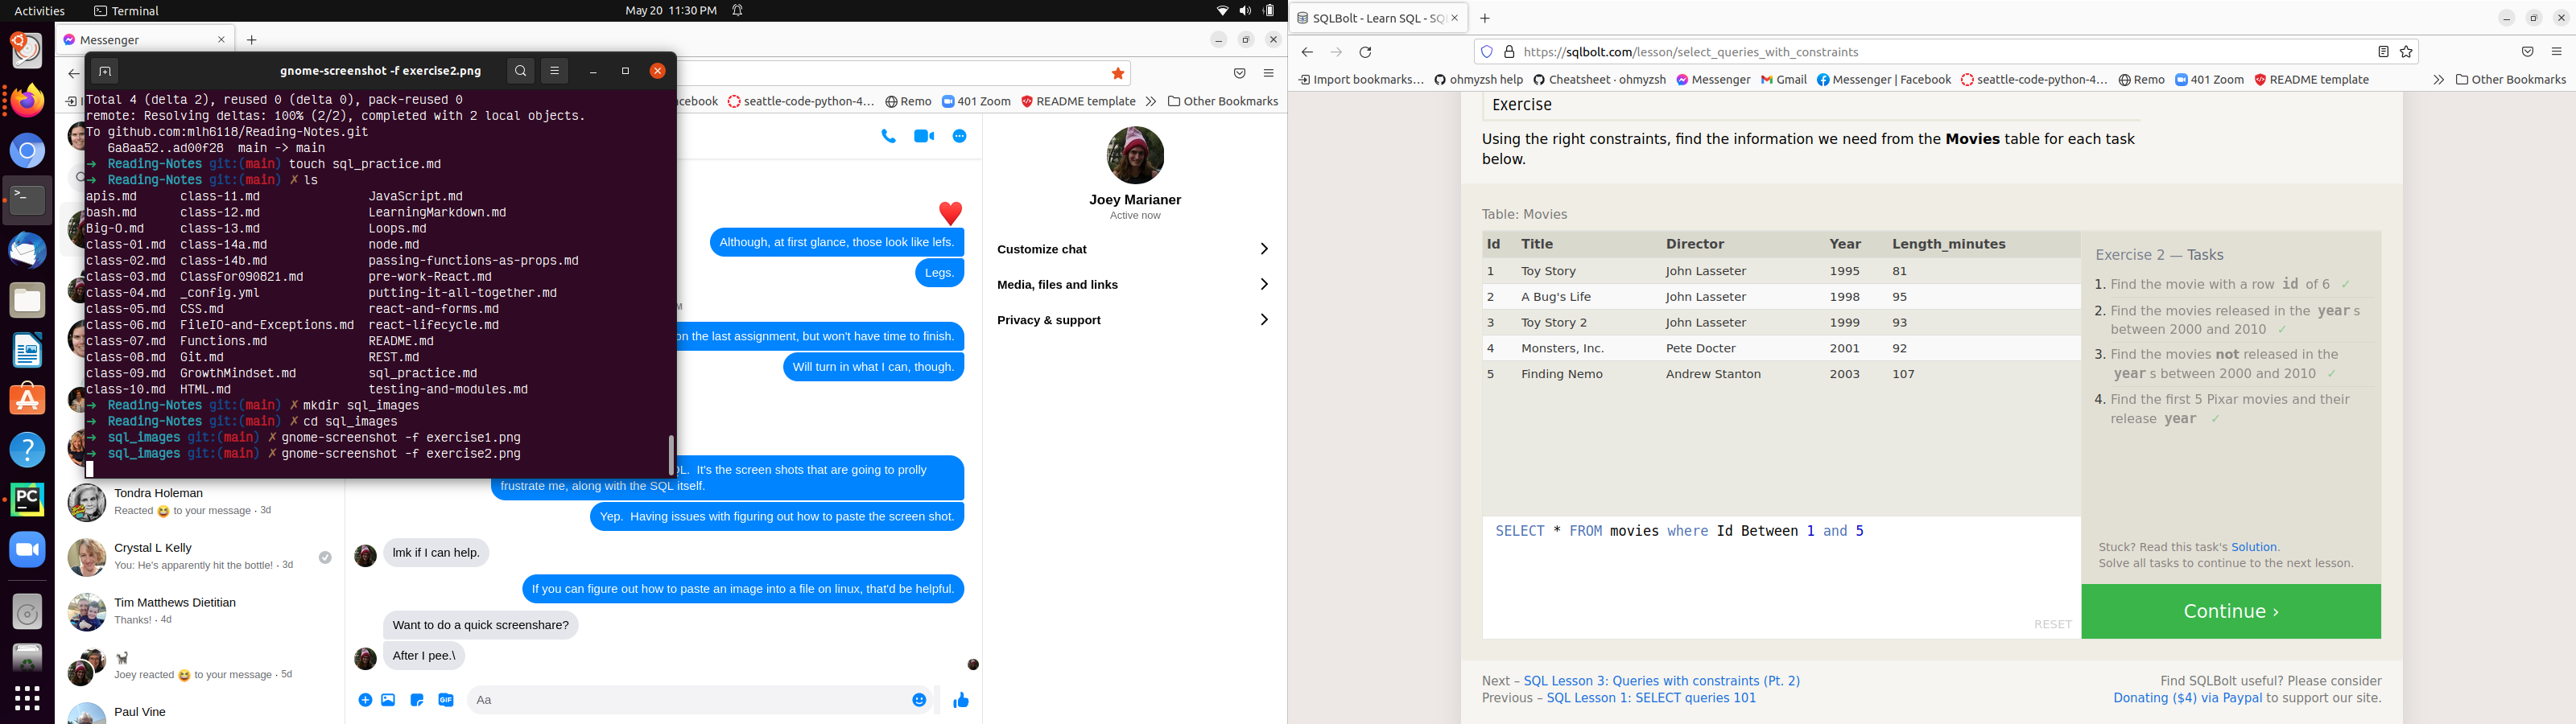 Activities
Terminal
May 20 11:30 PM
Messenger
gnome-screenshot -f exercise2.png
Total 4 (delta 2), reused 0 (delta 0), pack-reused 0
remote: Resolving deltas: 100% (2/2), completed with 2 local objects.
To github.com:mlh6118/Reading-Notes.git
6a8aa52..ad00f28 main -> main
➜ Reading-Notes git:(main) touch sql_practice.md
➜ Reading-Notes git:(main) ✗ ls
apis.md class-11.md JavaScript.md
bash.md class-12.md LearningMarkdown.md
Big-O.md class-13.md Loops.md
class-01.md class-14a.md node.md
class-02.md class-14b.md passing-functions-as-props.md
class-03.md ClassFor090821.md pre-work-React.md
class-04.md _config.yml putting-it-all-together.md
class-05.md CSS.md react-and-forms.md
class-06.md FileIO-and-Exceptions.md react-lifecycle.md
class-07.md Functions.md README.md
class-08.md Git.md REST.md
class-09.md GrowthMindset.md sql_practice.md
class-10.md HTML.md testing-and-modules.md
➜ Reading-Notes git:(main) ✗ mkdir sql_images
➜ Reading-Notes git:(main) ✗ cd sql_images
➜ sql_images git:(main) ✗ gnome-screenshot -f exercise1.png
➜ sql_images git:(main) ✗ gnome-screenshot -f exercise2.png
acebook seattle-code-python-4… Remo 401 Zoom README template Other Bookmarks
Tondra Holeman
Reacted 😆 to your message · 3d
Crystal L Kelly
You: He's apparently hit the bottle! · 3d
Tim Matthews Dietitian
Thanks! · 4d
Joey reacted 😆 to your message · 5d
Paul Vine
Although, at first glance, those look like lefs.
Legs.
M
on the last assignment, but won't have time to finish.
Will turn in what I can, though.
QL. It's the screen shots that are going to prolly
frustrate me, along with the SQL itself.
Yep. Having issues with figuring out how to paste the screen shot.
lmk if I can help.
If you can figure out how to paste an image into a file on linux, that'd be helpful.
Want to do a quick screenshare?
After I pee.\
GIF
Aa
Joey Marianer
Active now
Customize chat
Media, files and links
Privacy & support
SQLBolt - Learn SQL - SQ
https://sqlbolt.com/lesson/select_queries_with_constraints
Import bookmarks… ohmyzsh help Cheatsheet · ohmyzsh Messenger Gmail Messenger | Facebook seattle-code-python-4… Remo 401 Zoom README template Other Bookmarks
Exercise
Using the right constraints, find the information we need from the Movies table for each task
below.
Table: Movies
Id Title Director Year Length_minutes
1 Toy Story John Lasseter 1995 81
2 A Bug's Life John Lasseter 1998 95
3 Toy Story 2 John Lasseter 1999 93
4 Monsters, Inc. Pete Docter 2001 92
5 Finding Nemo Andrew Stanton 2003 107
SELECT * FROM movies where Id Between 1 and 5
RESET
Exercise 2 — Tasks
1. Find the movie with a row id of 6 ✓
2. Find the movies released in the year s
between 2000 and 2010 ✓
3. Find the movies not released in the
year s between 2000 and 2010 ✓
4. Find the first 5 Pixar movies and their
release year ✓
Stuck? Read this task's Solution.
Solve all tasks to continue to the next lesson.
Continue ›
Next – SQL Lesson 3: Queries with constraints (Pt. 2)
Previous – SQL Lesson 1: SELECT queries 101
Find SQLBolt useful? Please consider
Donating ($4) via Paypal to support our site.